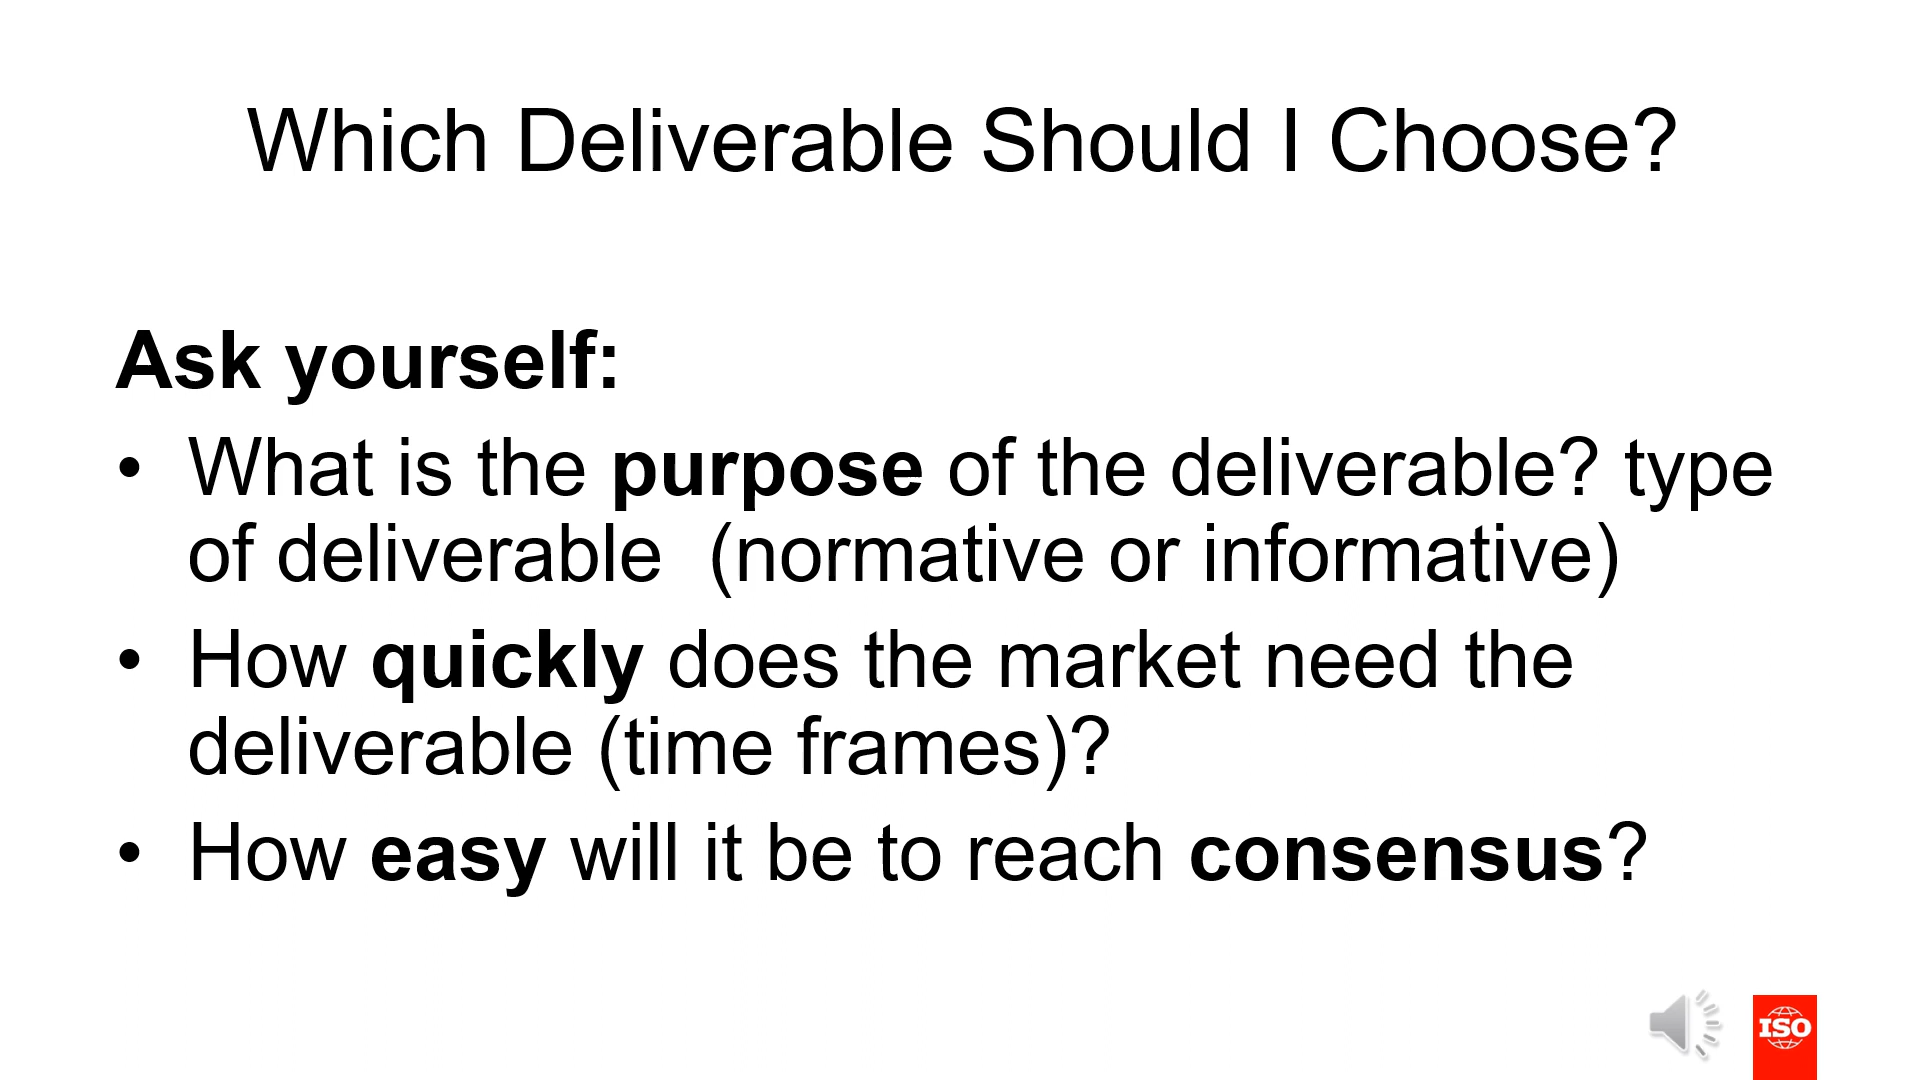 Which Deliverable Should I Choose?
Ask yourself:
• What is the purpose of the deliverable? type
of deliverable  (normative or informative)
• How quickly does the market need the
deliverable (time frames)?
• How easy will it be to reach consensus?
ISO